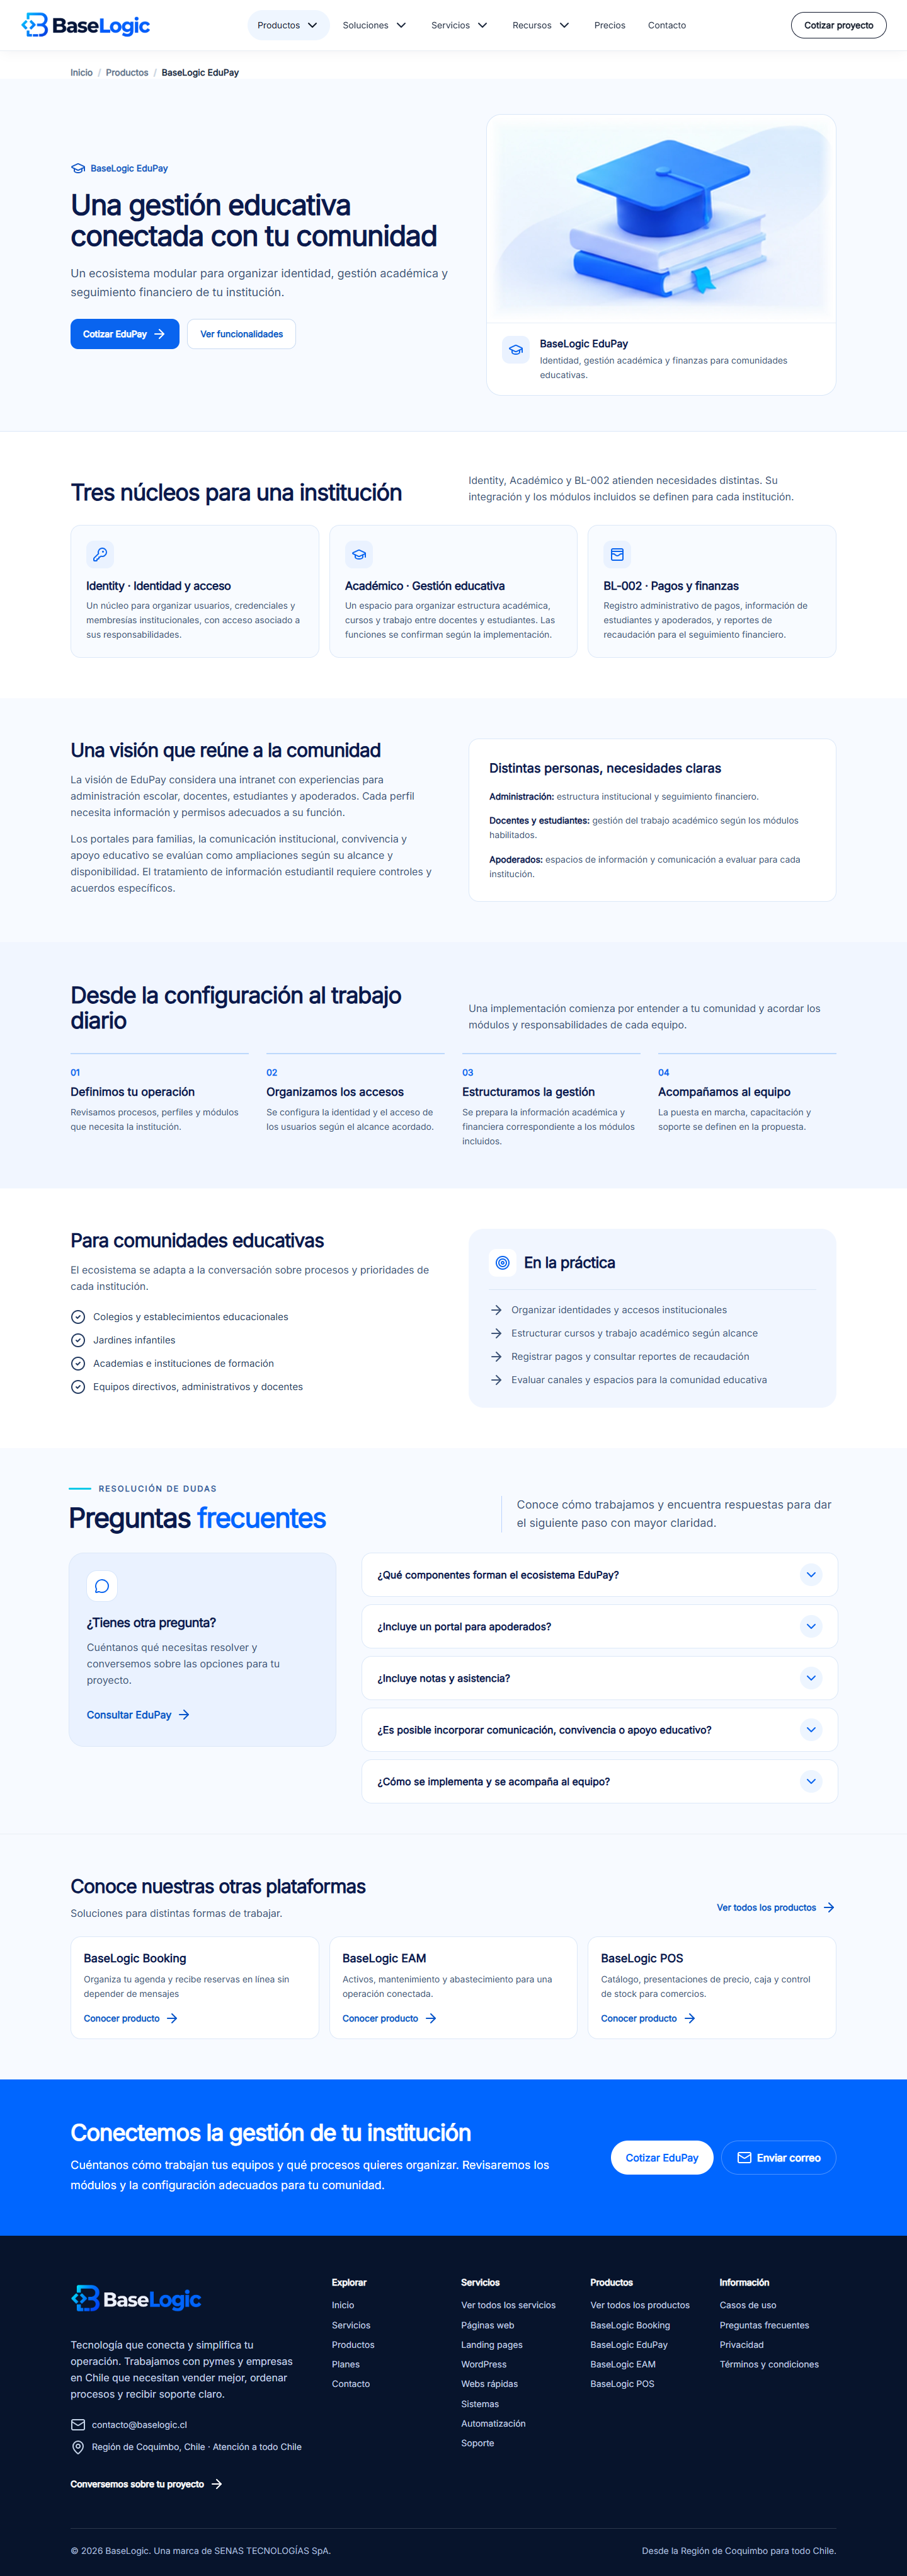 BaseLogic
Productos
Soluciones
Servicios
Recursos
Precios
Contacto
Cotizar proyecto
Inicio / Productos / BaseLogic EduPay
BaseLogic EduPay
Una gestión educativa
conectada con tu comunidad
Un ecosistema modular para organizar identidad, gestión académica y
seguimiento financiero de tu institución.
Cotizar EduPay
Ver funcionalidades
BaseLogic EduPay
Identidad, gestión académica y finanzas para comunidades
educativas.
Tres núcleos para una institución
Identity, Académico y BL-002 atienden necesidades distintas. Su
integración y los módulos incluidos se definen para cada institución.
Identity · Identidad y acceso
Un núcleo para organizar usuarios, credenciales y
membresías institucionales, con acceso asociado a
sus responsabilidades.
Académico · Gestión educativa
Un espacio para organizar estructura académica,
cursos y trabajo entre docentes y estudiantes. Las
funciones se confirman según la implementación.
BL-002 · Pagos y finanzas
Registro administrativo de pagos, información de
estudiantes y apoderados, y reportes de
recaudación para el seguimiento financiero.
Una visión que reúne a la comunidad
La visión de EduPay considera una intranet con experiencias para
administración escolar, docentes, estudiantes y apoderados. Cada perfil
necesita información y permisos adecuados a su función.
Los portales para familias, la comunicación institucional, convivencia y
apoyo educativo se evalúan como ampliaciones según su alcance y
disponibilidad. El tratamiento de información estudiantil requiere controles y
acuerdos específicos.
Distintas personas, necesidades claras
Administración: estructura institucional y seguimiento financiero.
Docentes y estudiantes: gestión del trabajo académico según los módulos
habilitados.
Apoderados: espacios de información y comunicación a evaluar para cada
institución.
Desde la configuración al trabajo
diario
Una implementación comienza por entender a tu comunidad y acordar los
módulos y responsabilidades de cada equipo.
01
Definimos tu operación
Revisamos procesos, perfiles y módulos
que necesita la institución.
02
Organizamos los accesos
Se configura la identidad y el acceso de
los usuarios según el alcance acordado.
03
Estructuramos la gestión
Se prepara la información académica y
financiera correspondiente a los módulos
incluidos.
04
Acompañamos al equipo
La puesta en marcha, capacitación y
soporte se definen en la propuesta.
Para comunidades educativas
El ecosistema se adapta a la conversación sobre procesos y prioridades de
cada institución.
Colegios y establecimientos educacionales
Jardines infantiles
Academias e instituciones de formación
Equipos directivos, administrativos y docentes
En la práctica
Organizar identidades y accesos institucionales
Estructurar cursos y trabajo académico según alcance
Registrar pagos y consultar reportes de recaudación
Evaluar canales y espacios para la comunidad educativa
RESOLUCIÓN DE DUDAS
Preguntas frecuentes
Conoce cómo trabajamos y encuentra respuestas para dar
el siguiente paso con mayor claridad.
¿Tienes otra pregunta?
Cuéntanos qué necesitas resolver y
conversemos sobre las opciones para tu
proyecto.
Consultar EduPay
¿Qué componentes forman el ecosistema EduPay?
¿Incluye un portal para apoderados?
¿Incluye notas y asistencia?
¿Es posible incorporar comunicación, convivencia o apoyo educativo?
¿Cómo se implementa y se acompaña al equipo?
Conoce nuestras otras plataformas
Soluciones para distintas formas de trabajar.
Ver todos los productos
BaseLogic Booking
Organiza tu agenda y recibe reservas en línea sin
depender de mensajes
Conocer producto
BaseLogic EAM
Activos, mantenimiento y abastecimiento para una
operación conectada.
Conocer producto
BaseLogic POS
Catálogo, presentaciones de precio, caja y control
de stock para comercios.
Conocer producto
Conectemos la gestión de tu institución
Cuéntanos cómo trabajan tus equipos y qué procesos quieres organizar. Revisaremos los
módulos y la configuración adecuados para tu comunidad.
Cotizar EduPay
Enviar correo
BaseLogic
Tecnología que conecta y simplifica tu
operación. Trabajamos con pymes y empresas
en Chile que necesitan vender mejor, ordenar
procesos y recibir soporte claro.
contacto@baselogic.cl
Región de Coquimbo, Chile · Atención a todo Chile
Conversemos sobre tu proyecto
Explorar
Inicio
Servicios
Productos
Planes
Contacto
Servicios
Ver todos los servicios
Páginas web
Landing pages
WordPress
Webs rápidas
Sistemas
Automatización
Soporte
Productos
Ver todos los productos
BaseLogic Booking
BaseLogic EduPay
BaseLogic EAM
BaseLogic POS
Información
Casos de uso
Preguntas frecuentes
Privacidad
Términos y condiciones
© 2026 BaseLogic. Una marca de SENAS TECNOLOGÍAS SpA.
Desde la Región de Coquimbo para todo Chile.